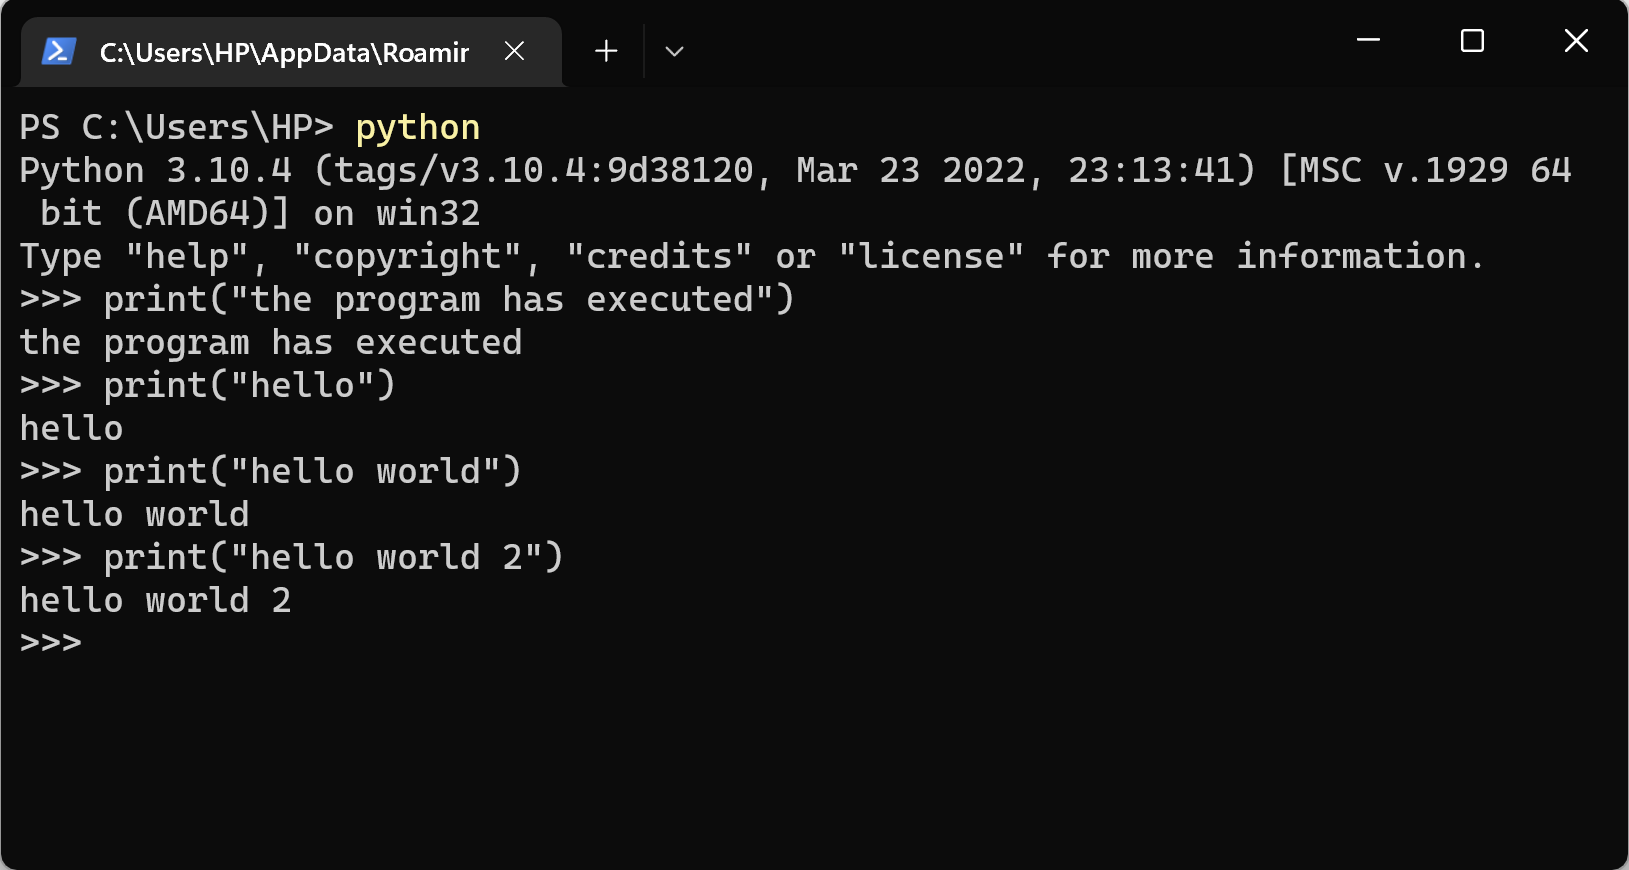 C:\Users\HP\AppData\Roamin
PS C:\Users\HP> python
Python 3.10.4 (tags/v3.10.4:9d38120, Mar 23 2022, 23:13:41) [MSC v.1929 64
 bit (AMD64)] on win32
Type "help", "copyright", "credits" or "license" for more information.
>>> print("the program has executed")
the program has executed
>>> print("hello")
hello
>>> print("hello world")
hello world
>>> print("hello world 2")
hello world 2
>>>